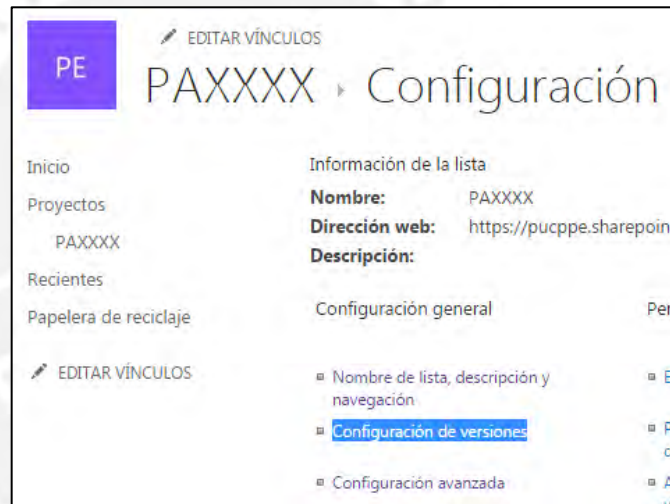 EDITAR VÍNCULOS
PE
PAXXXX ▸ Configuración
Inicio
Proyectos
PAXXXX
Recientes
Papelera de reciclaje
EDITAR VÍNCULOS
Información de la lista
Nombre: PAXXXX
Dirección web: https://pucppe.sharepoin
Descripción:
Configuración general
Nombre de lista, descripción y
navegación
Configuración de versiones
Configuración avanzada